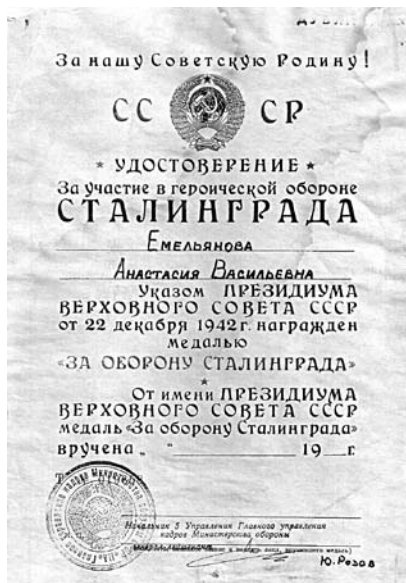 За нашу Советскую Родину!
СС СР
УДОСТОВЕРЕНИЕ
За участие в героической обороне
СТАЛИНГРАДА
Емельянова
Анастасия Васильевна
Указом ПРЕЗИДИУМА
ВЕРХОВНОГО СОВЕТА СССР
от 22 декабря 1942 г. награжден
медалью
«ЗА ОБОРОНУ СТАЛИНГРАДА»
От имени ПРЕЗИДИУМА
ВЕРХОВНОГО СОВЕТА СССР
медаль «За оборону Сталинграда»
вручена „ “ 19 г.
Начальник 5 Управления Главного управления
кадров Министерства обороны
Ю. Розов